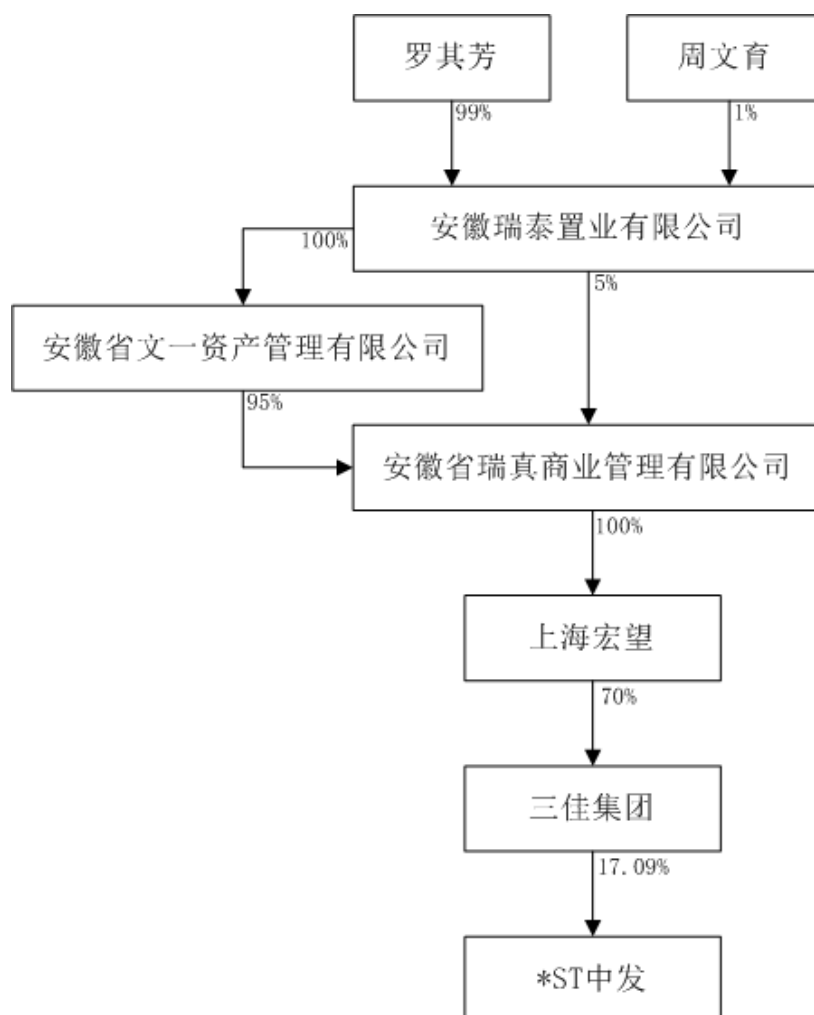 罗其芳
周文育
99%
1%
安徽瑞泰置业有限公司
100%
5%
安徽省文一资产管理有限公司
95%
安徽省瑞真商业管理有限公司
100%
上海宏望
70%
三佳集团
17.09%
*ST中发